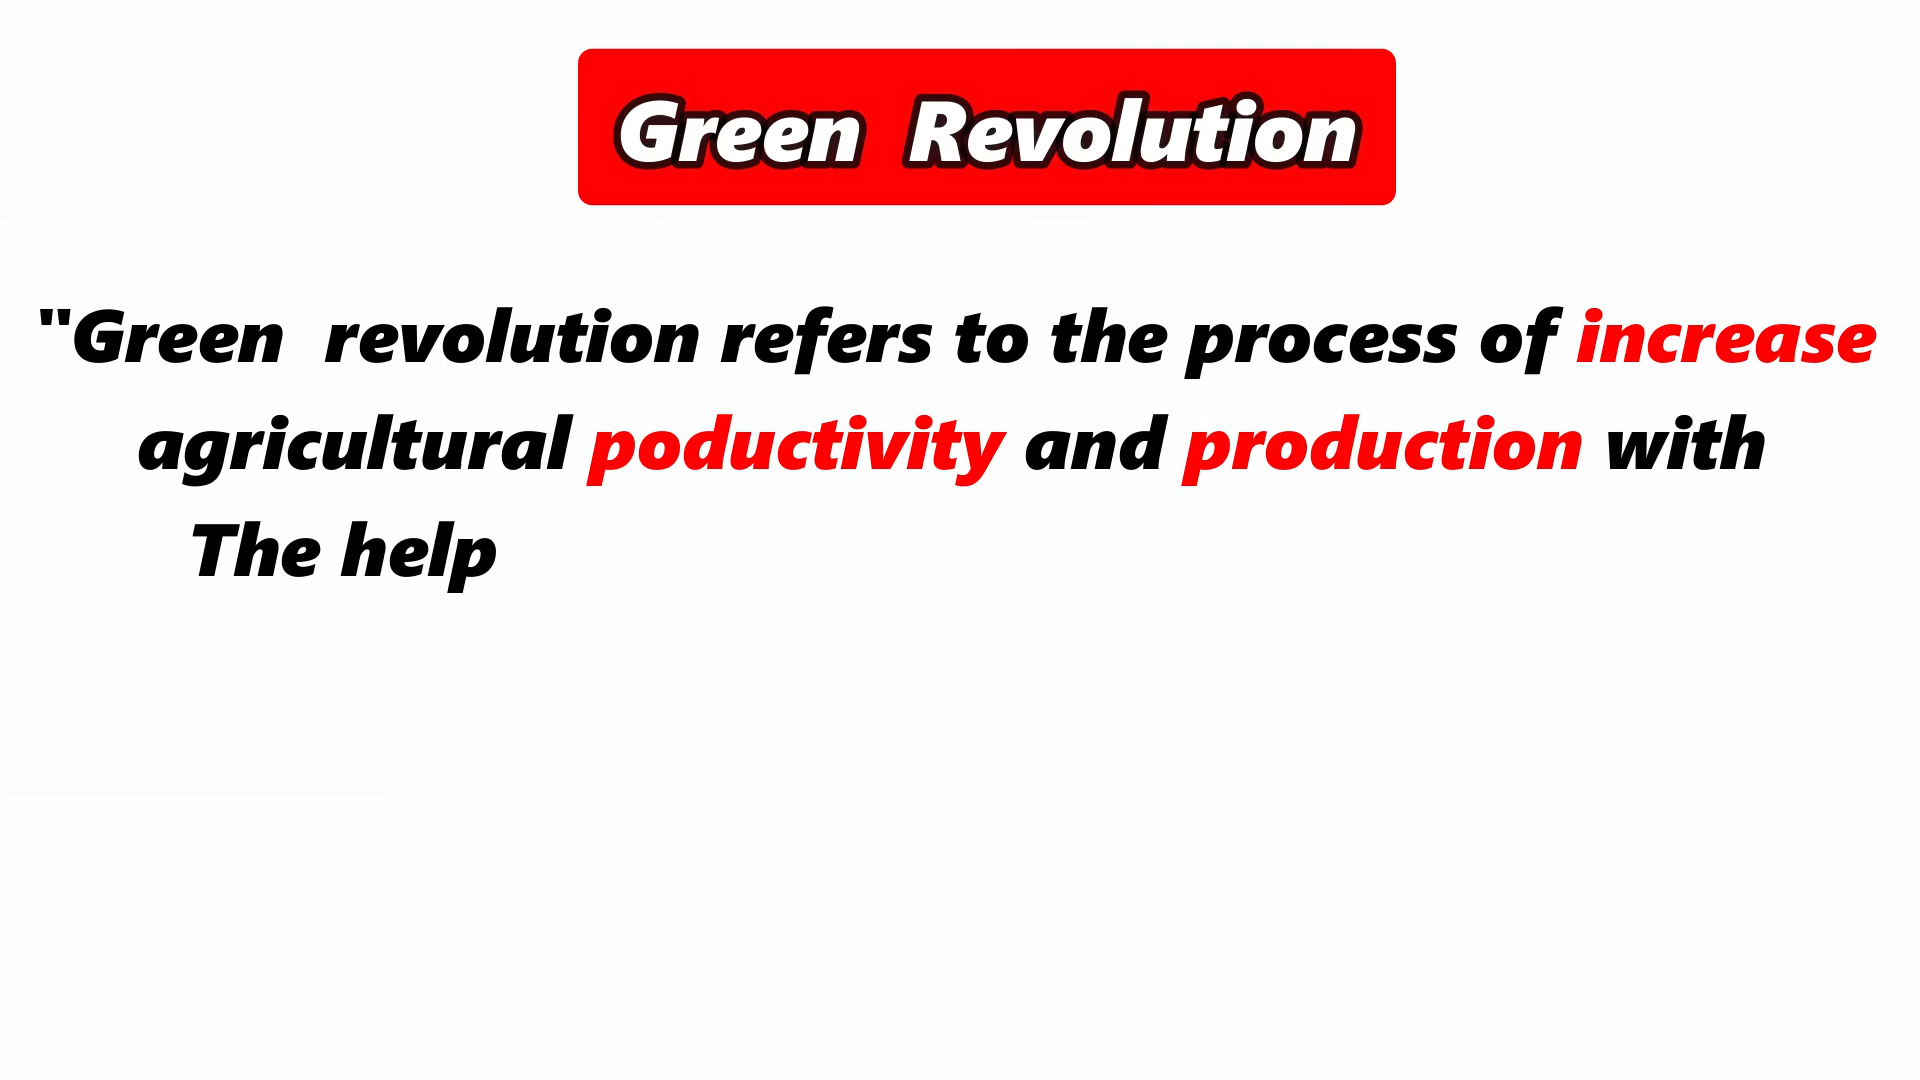 Green Revolution
"Green revolution refers to the process of increase
agricultural poductivity and production with
The help